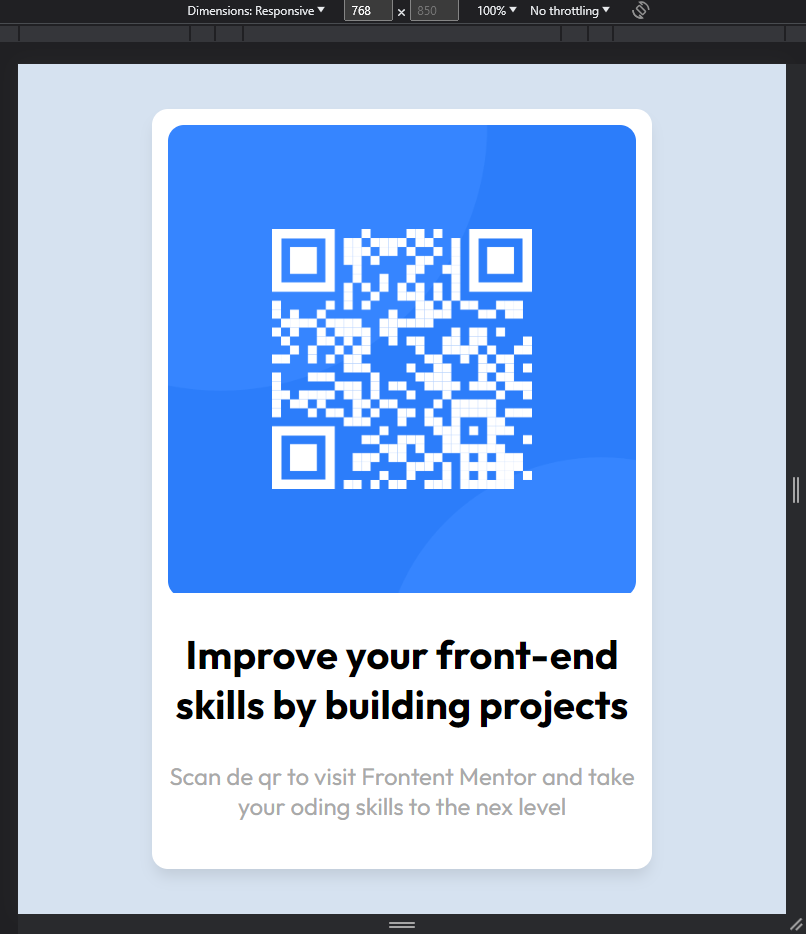 Dimensions: Responsive 768 × 850 100% No throttling
Improve your front-end
skills by building projects
Scan de qr to visit Frontent Mentor and take
your oding skills to the nex level